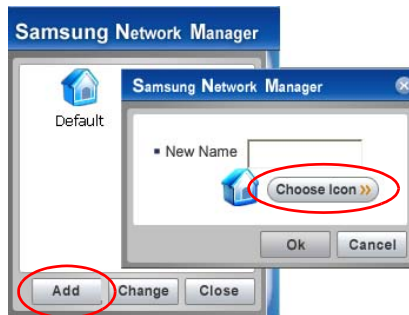 Samsung Network Manager
Default
Samsung Network Manager
▪ New Name
Choose Icon »
Ok Cancel
Add Change Close